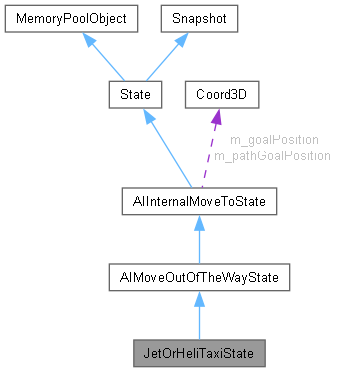 MemoryPoolObject
Snapshot
State
Coord3D
m_goalPosition
m_pathGoalPosition
AIInternalMoveToState
AIMoveOutOfTheWayState
JetOrHeliTaxiState